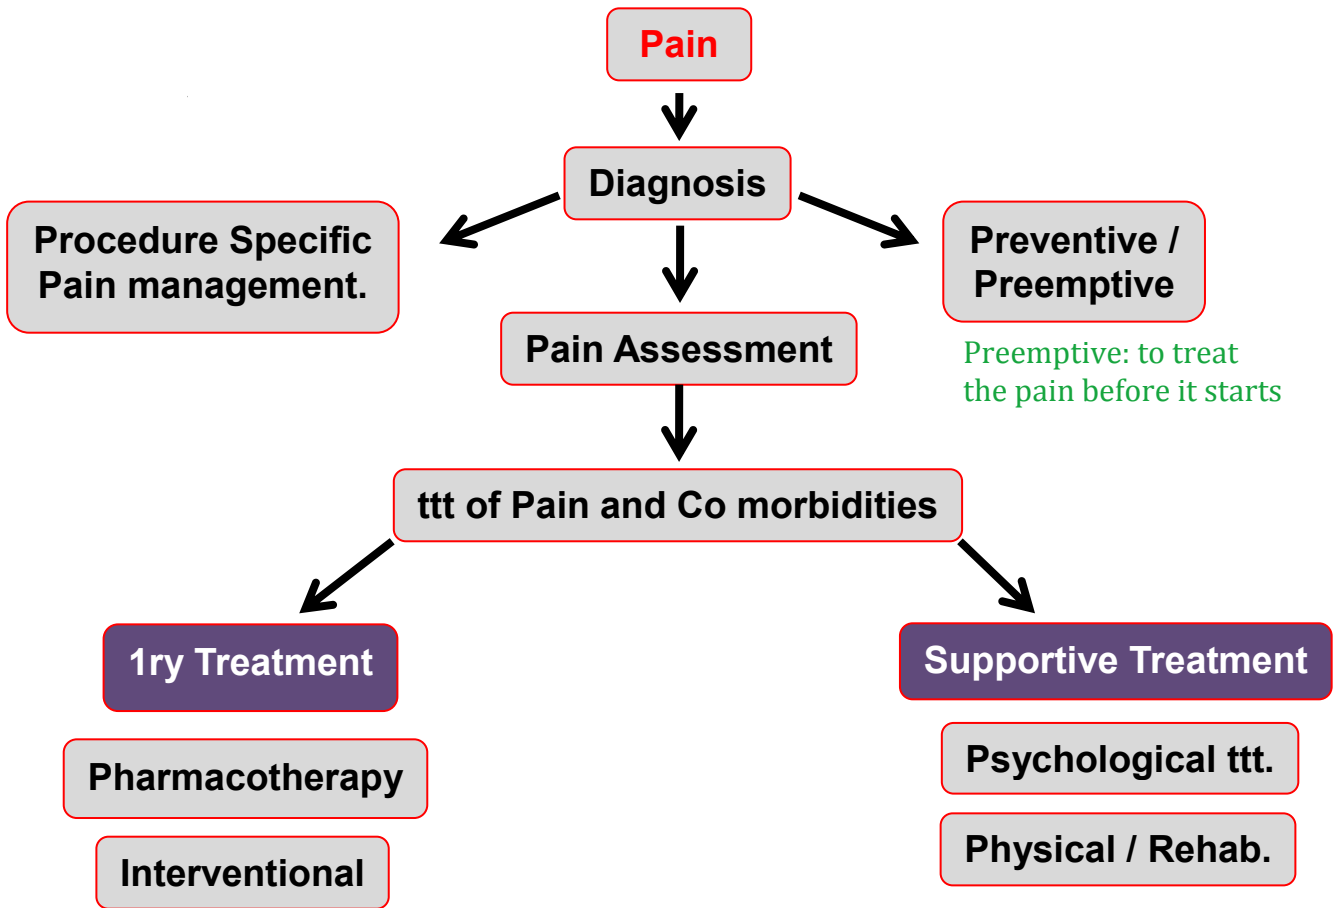 Pain
Diagnosis
Procedure Specific
Pain management.
Preventive /
Preemptive
Pain Assessment
Preemptive: to treat
the pain before it starts
ttt of Pain and Co morbidities
1ry Treatment
Supportive Treatment
Pharmacotherapy
Psychological ttt.
Interventional
Physical / Rehab.